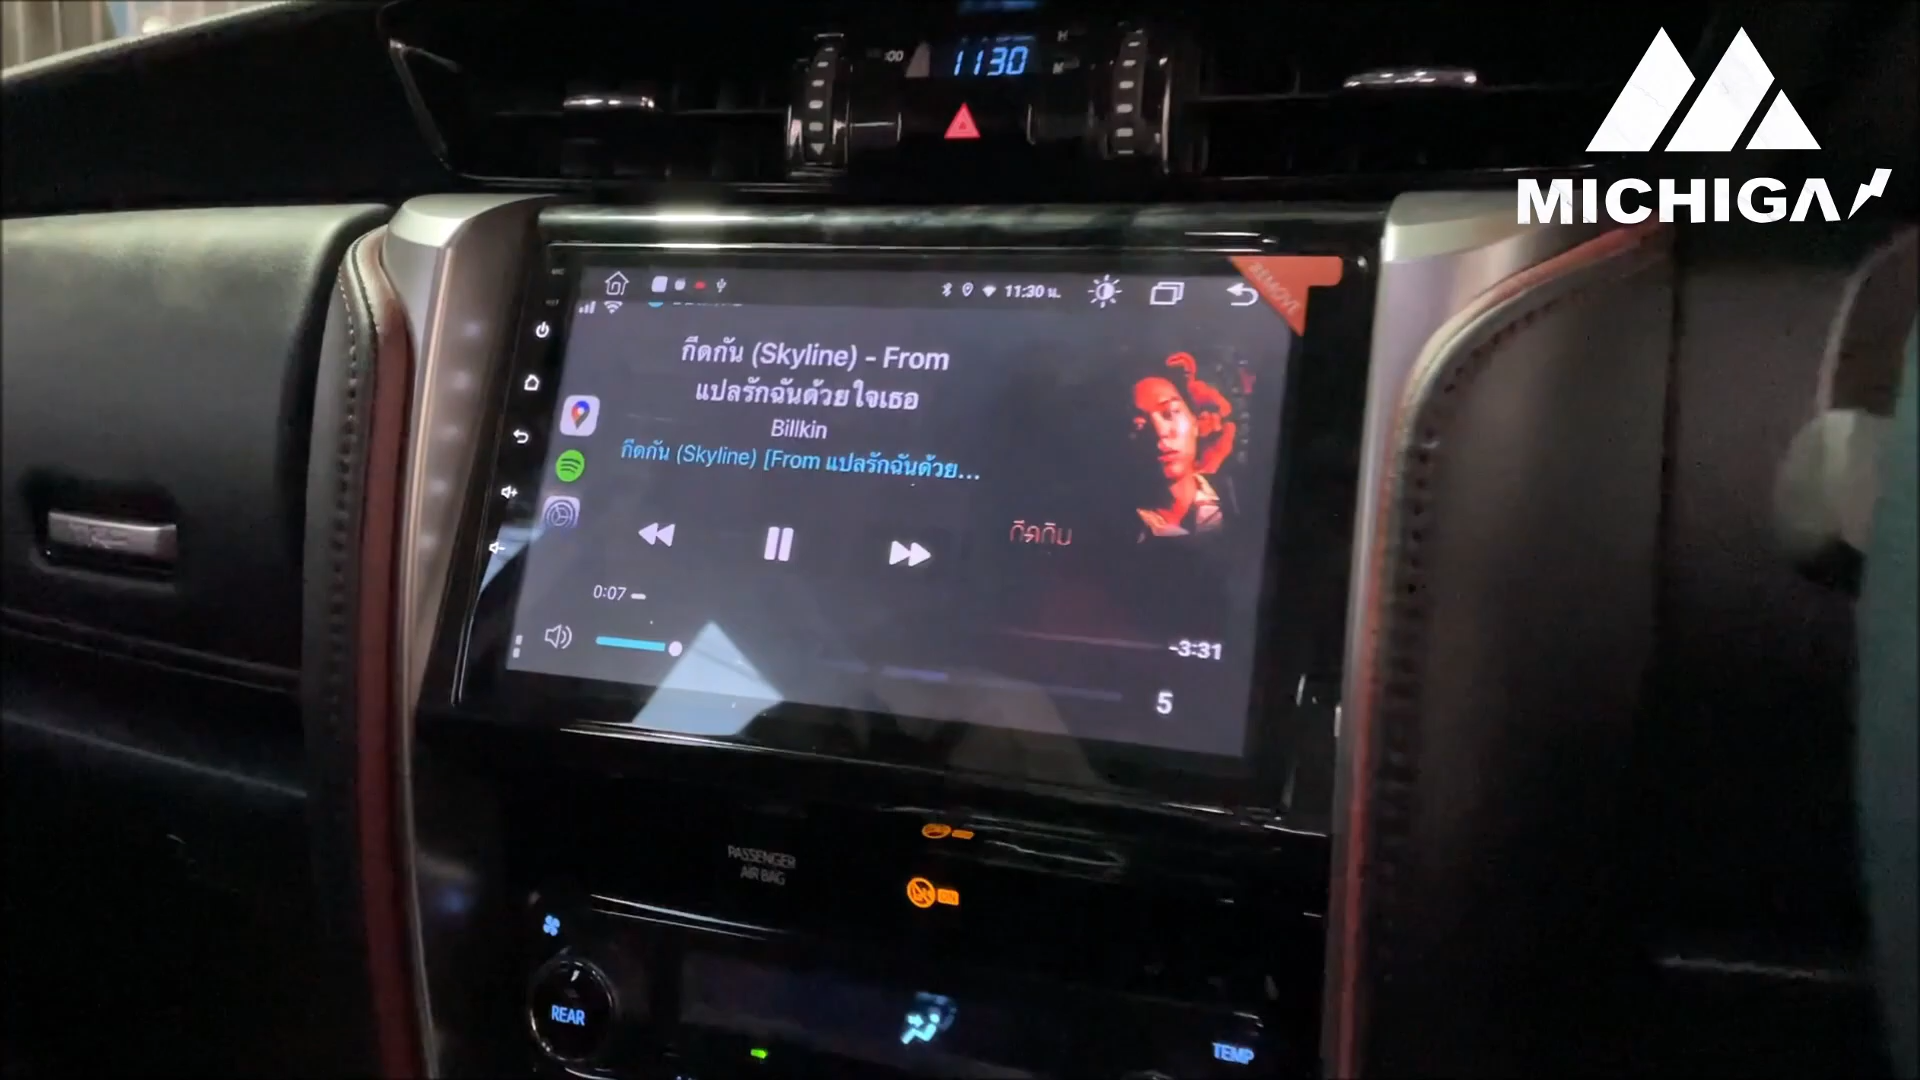 1130
MICHIGA
11:30 น.
REMOVE
กีดกัน (Skyline) - From
แปลรักฉันด้วยใจเธอ
Billkin
กีดกัน (Skyline) [From แปลรักฉันด้วย...
กีดกัน
0:07
-3:31
5
PASSENGER
AIR BAG
REAR
TEMP